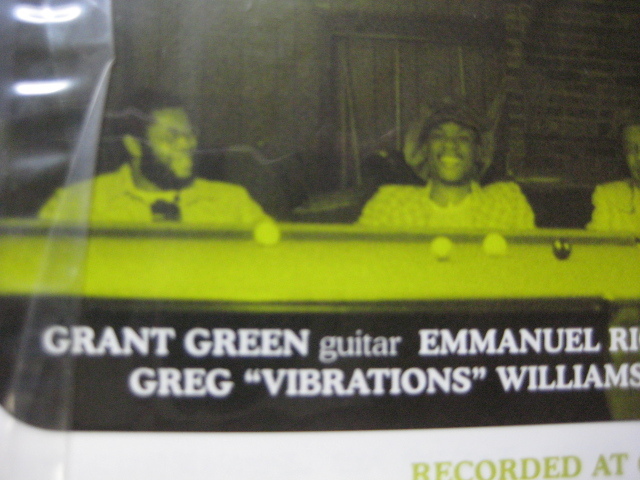 GRANT GREEN guitar EMMANUEL
GREG “VIBRATIONS” WILLIAMS
RECORDED AT